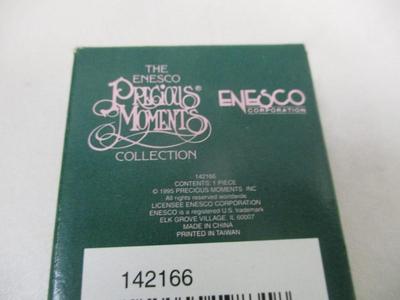 THE
ENESCO
PRECIOUS®
MOMENTS
COLLECTION
ENESCO
CORPORATION
142166
CONTENTS: 1 PIECE
© 1995 PRECIOUS MOMENTS, INC.
All rights reserved worldwide.
LICENSEE ENESCO CORPORATION
ENESCO is a registered U.S. trademark
ELK GROVE VILLAGE, IL 60007
MADE IN CHINA
PRINTED IN TAIWAN
142166